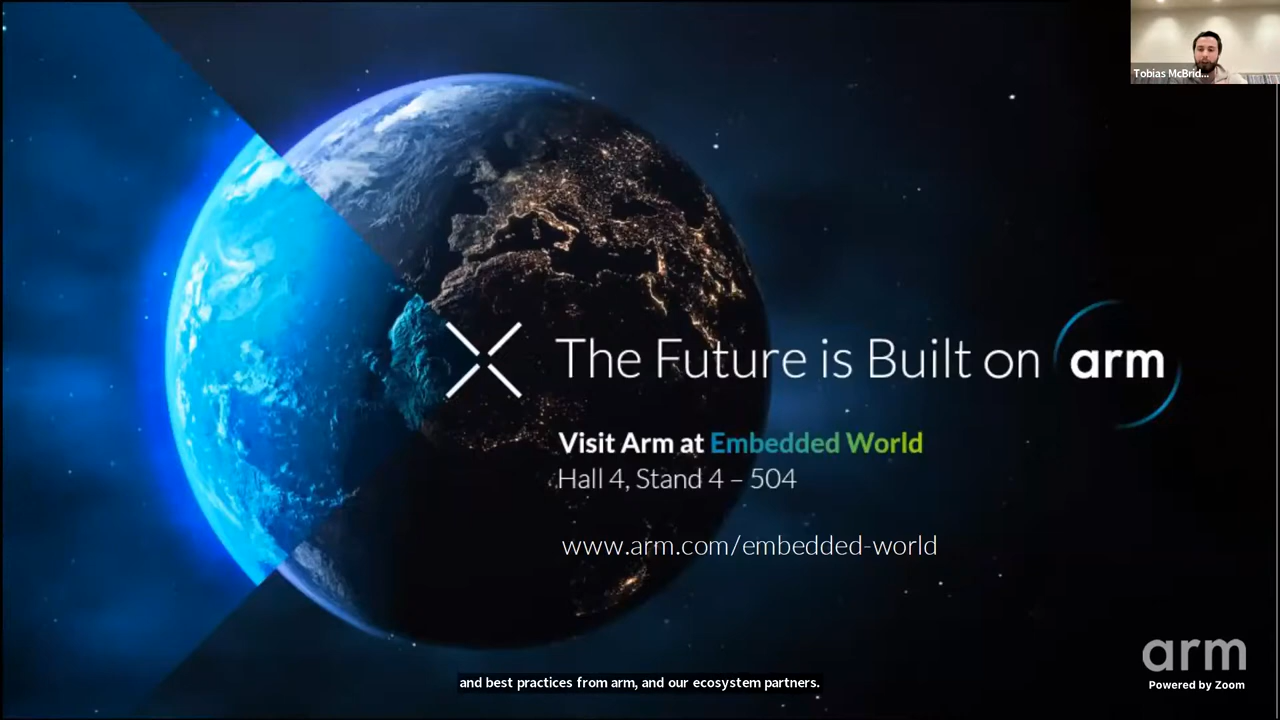 Tobias McBrid...
The Future is Built on arm
Visit Arm at Embedded World
Hall 4, Stand 4 – 504
www.arm.com/embedded-world
arm
Powered by Zoom
and best practices from arm, and our ecosystem partners.